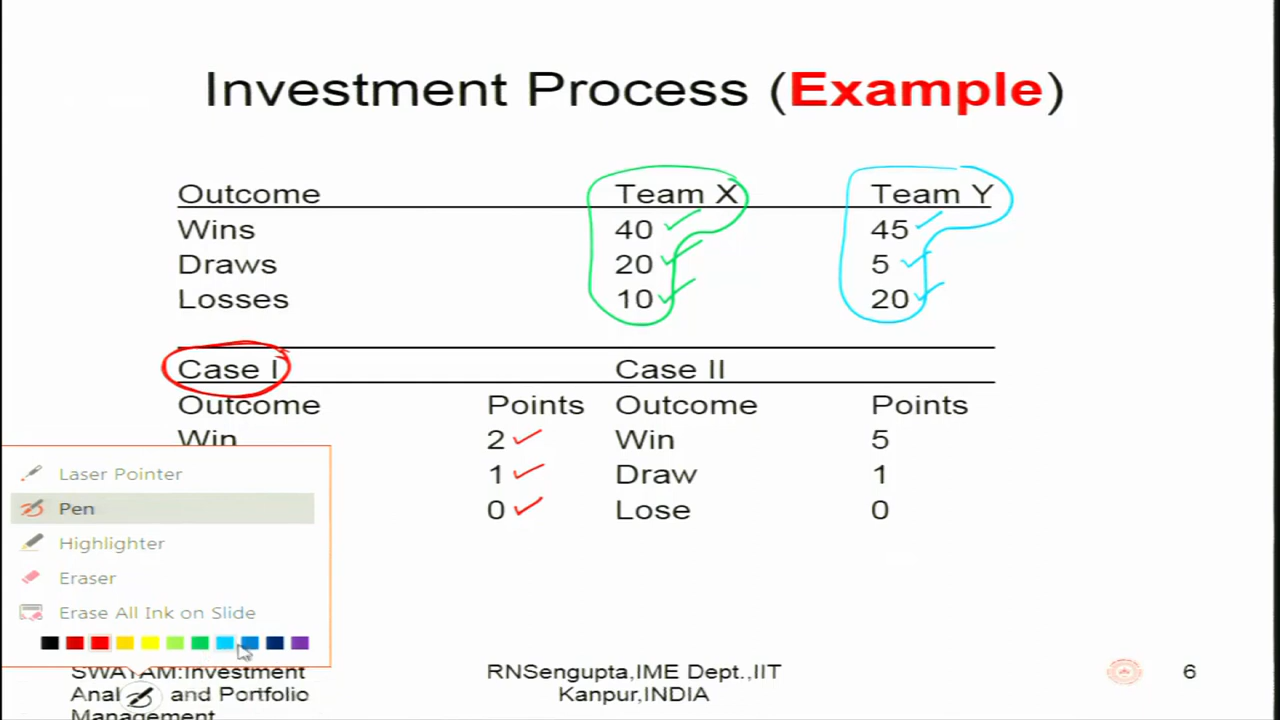 Investment Process (Example)
Outcome Team X Team Y
Wins 40 45
Draws 20 5
Losses 10 20
Case I Case II
Outcome Points Outcome Points
Win 2 Win 5
1 Draw 1
0 Lose 0
Laser Pointer
Pen
Highlighter
Eraser
Erase All Ink on Slide
SWAYAM:Investment
and Portfolio
Management
RNSengupta,IME Dept.,IIT
Kanpur,INDIA
6